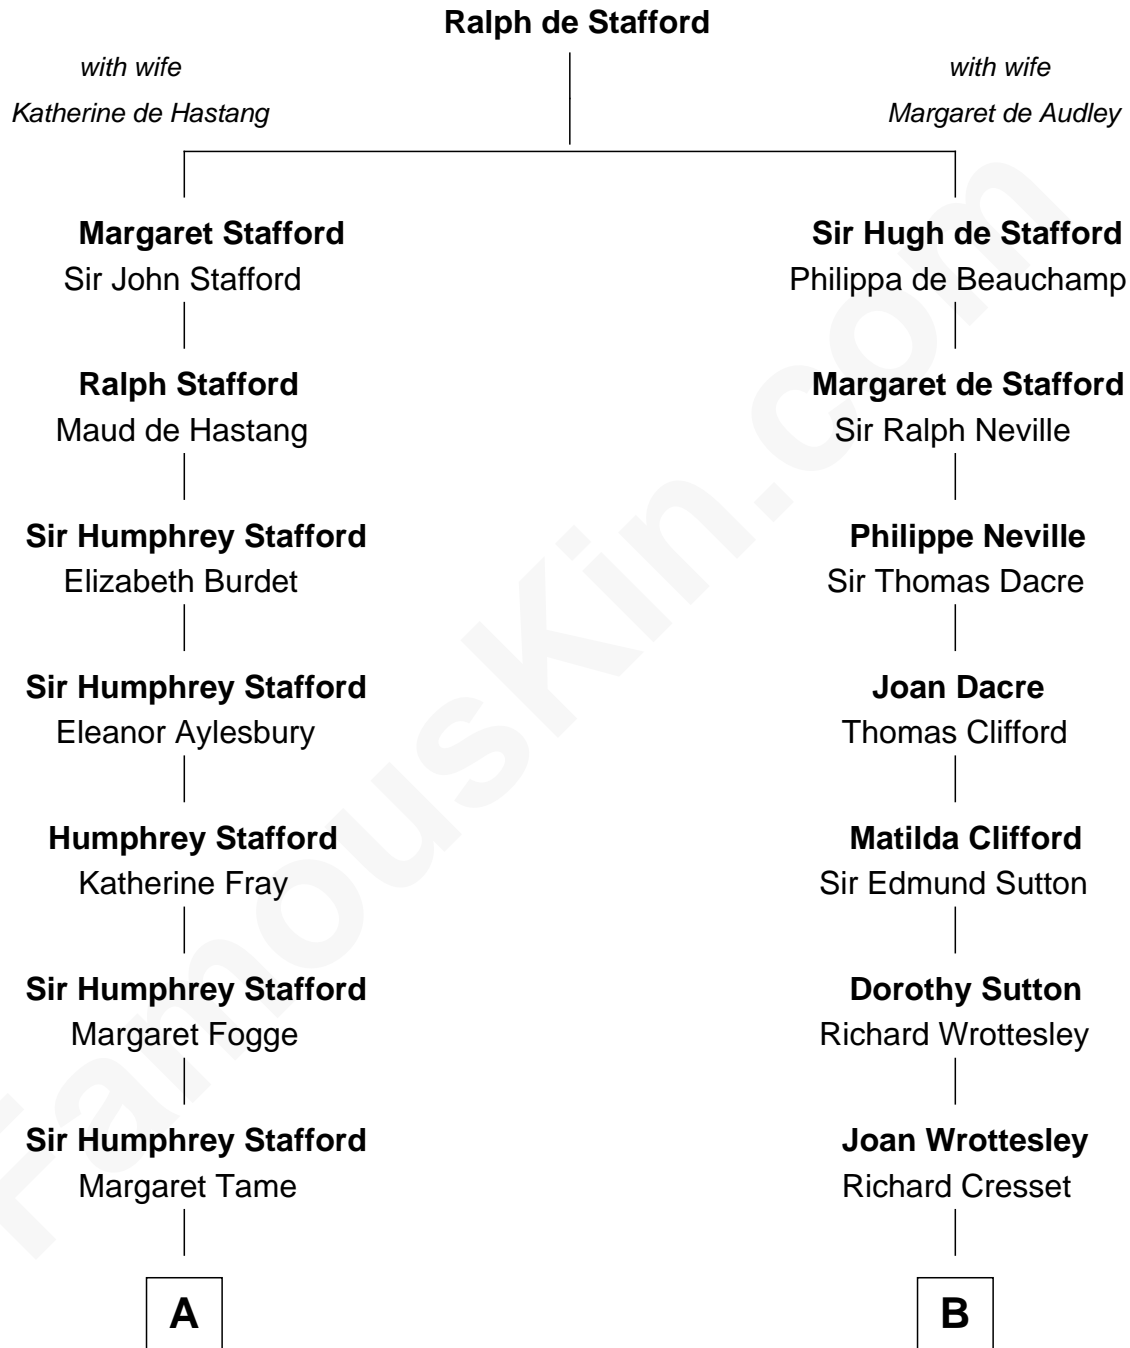 Ralph de Stafford
with wife
Katherine de Hastang
with wife
Margaret de Audley
Margaret Stafford
Sir John Stafford
Sir Hugh de Stafford
Philippa de Beauchamp
Ralph Stafford
Maud de Hastang
Margaret de Stafford
Sir Ralph Neville
Sir Humphrey Stafford
Elizabeth Burdet
Philippe Neville
Sir Thomas Dacre
Sir Humphrey Stafford
Eleanor Aylesbury
Joan Dacre
Thomas Clifford
Humphrey Stafford
Katherine Fray
Matilda Clifford
Sir Edmund Sutton
Sir Humphrey Stafford
Margaret Fogge
Dorothy Sutton
Richard Wrottesley
Sir Humphrey Stafford
Margaret Tame
Joan Wrottesley
Richard Cresset
A
B
FamousKin.com